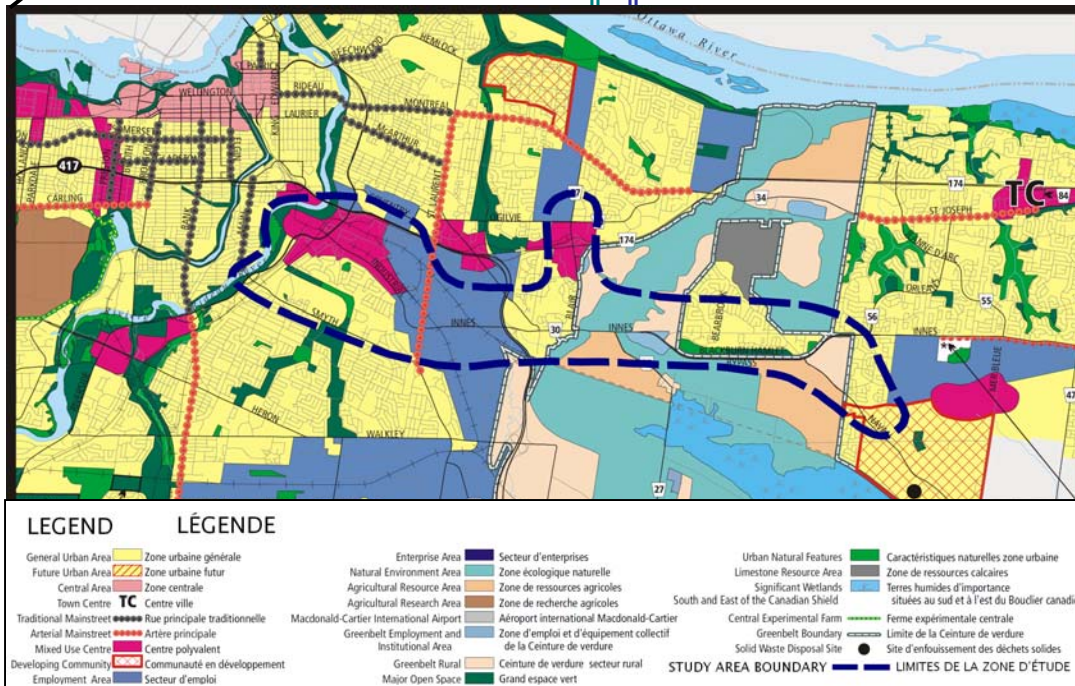 Ottawa River
BEECHWOOD
HEMLOCK
ST PATRICK
WELLINGTON
RIDEAU
LAURIER
MONTREAL
McARTHUR
417
PARKDALE
CARLING
BANK
ST LAURENT
OGILVIE
174
BLAIR
34
174
ST. JOSEPH
TC
84
JEANNE-D'ARC
ORLEANS
55
56
INNES
SMYTH
INDUSTRIAL
INNES
30
INNES
BEARBROOK
BLACKBURN HAMLET
BYPASS
MERBLEUE
47
NAVAN
HERON
WALKLEY
27
LEGEND LÉGENDE
General Urban Area Zone urbaine générale
Future Urban Area Zone urbaine futur
Central Area Zone centrale
Town Centre TC Centre ville
Traditional Mainstreet Rue principale traditionnelle
Arterial Mainstreet Artère principale
Mixed Use Centre Centre polyvalent
Developing Community Communauté en développement
Employment Area Secteur d'emploi
Enterprise Area Secteur d'entreprises
Natural Environment Area Zone écologique naturelle
Agricultural Resource Area Zone de ressources agricoles
Agricultural Research Area Zone de recherche agricoles
Macdonald-Cartier International Airport Aéroport international Macdonald-Cartier
Greenbelt Employment and Zone d'emploi et d'équipement collectif
Institutional Area de la Ceinture de verdure
Greenbelt Rural Ceinture de verdure secteur rural
Major Open Space Grand espace vert
Urban Natural Features Caractéristiques naturelles zone urbaine
Limestone Resource Area Zone de ressources calcaires
Significant Wetlands Terres humides d'importance
South and East of the Canadian Shield situées au sud et à l'est du Bouclier canadie
Central Experimental Farm Ferme expérimentale centrale
Greenbelt Boundary Limite de la Ceinture de verdure
Solid Waste Disposal Site Site d'enfouissement des déchets solides
STUDY AREA BOUNDARY LIMITES DE LA ZONE D'ÉTUDE